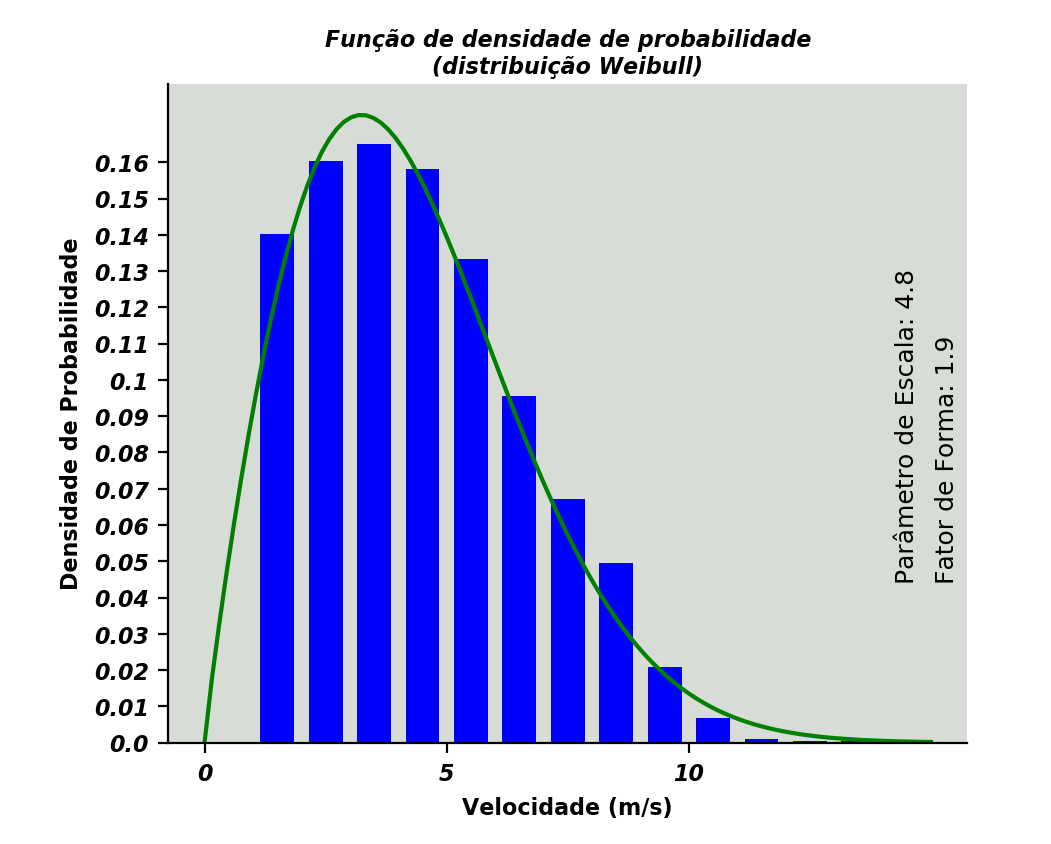 Função de densidade de probabilidade
(distribuição Weibull)
0.16
0.15
0.14
0.13
0.12
0.11
0.1
0.09
0.08
0.07
0.06
0.05
0.04
0.03
0.02
0.01
0.0
Densidade de Probabilidade
Parâmetro de Escala: 4.8
Fator de Forma: 1.9
0 5 10
Velocidade (m/s)